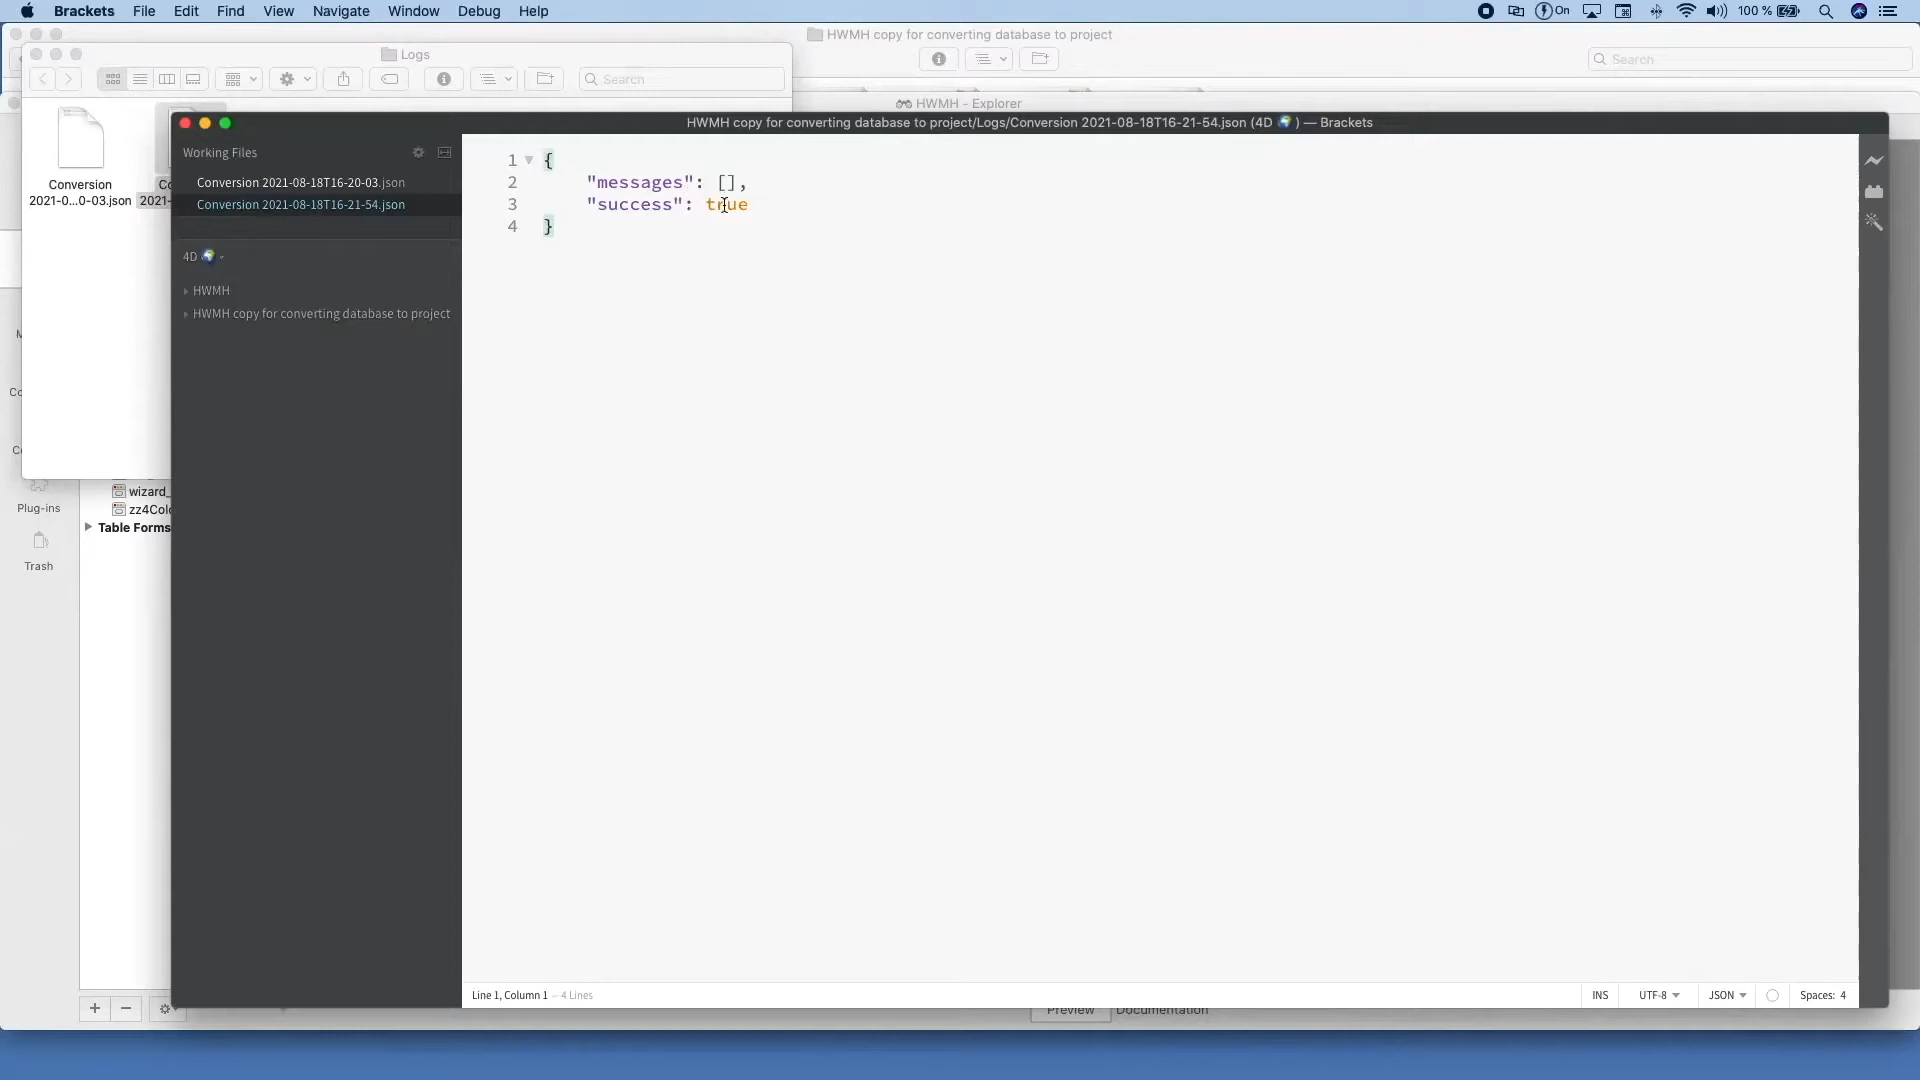 Brackets File Edit Find View Navigate Window Debug Help
On 100 %
HWMH copy for converting database to project
Logs
Search
Search
HWMH - Explorer
HWMH copy for converting database to project/Logs/Conversion 2021-08-18T16-21-54.json (4D 🌍 ) — Brackets
Conversion
2021-0...0-03.json
Co
2021-
Working Files
Conversion 2021-08-18T16-20-03.json
Conversion 2021-08-18T16-21-54.json
4D
HWMH
HWMH copy for converting database to project
1 {
2 "messages": [],
3 "success": true
4 }
wizard_
zz4Col
Table Forms
Plug-ins
Trash
Line 1, Column 1 — 4 Lines
INS UTF-8 JSON Spaces: 4
Preview Documentation